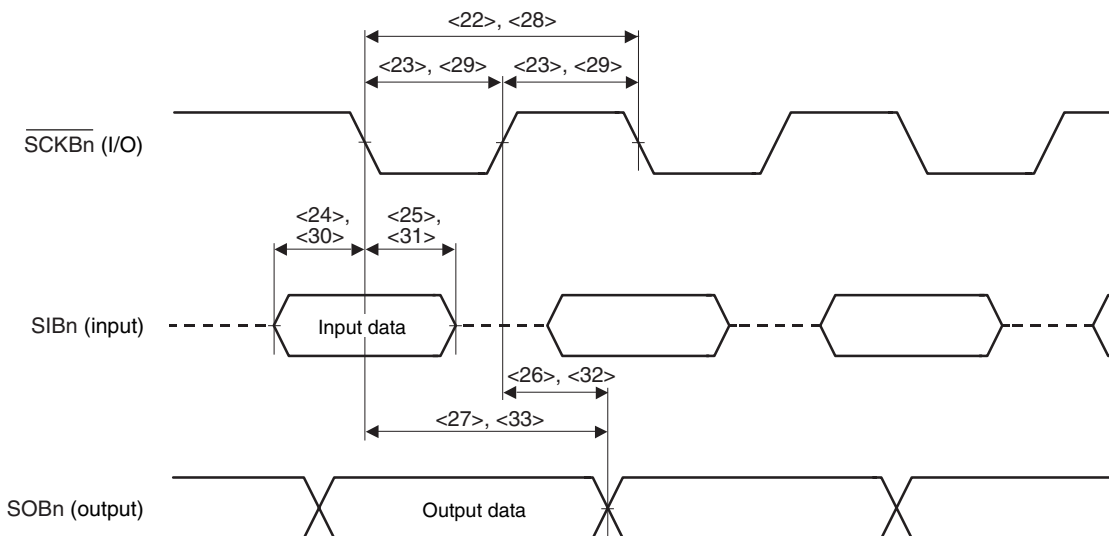 <22>, <28>
<23>, <29> <23>, <29>
SCKBn (I/O)
<24>, <25>,
<30> <31>
SIBn (input) Input data
<26>, <32>
<27>, <33>
SOBn (output) Output data